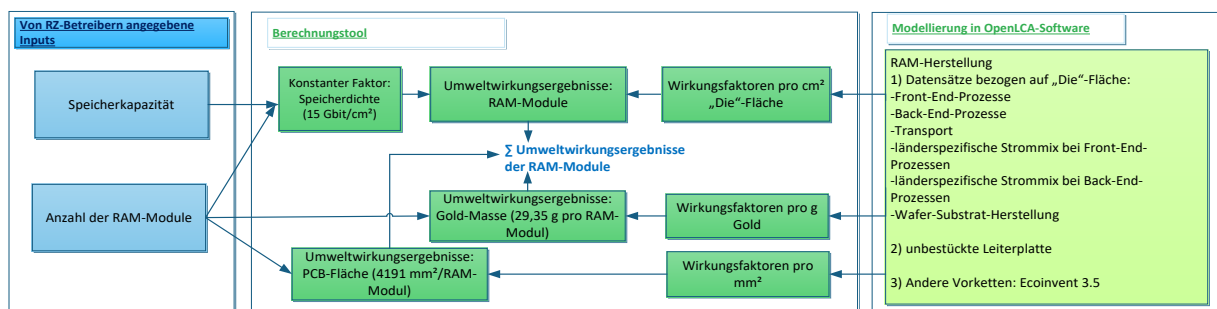 Von RZ-Betreibern angegebene
Inputs
Speicherkapazität
Anzahl der RAM-Module
Berechnungstool
Konstanter Faktor:
Speicherdichte
(15 Gbit/cm²)
Umweltwirkungsergebnisse:
RAM-Module
Wirkungsfaktoren pro cm²
„Die"-Fläche
∑ Umweltwirkungsergebnisse
der RAM-Module
Umweltwirkungsergebnisse:
Gold-Masse (29,35 g pro RAM-
Modul)
Wirkungsfaktoren pro g
Gold
Umweltwirkungsergebnisse:
PCB-Fläche (4191 mm²/RAM-
Modul)
Wirkungsfaktoren pro
mm²
Modellierung in OpenLCA-Software
RAM-Herstellung
1) Datensätze bezogen auf „Die"-Fläche:
-Front-End-Prozesse
-Back-End-Prozesse
-Transport
-länderspezifische Strommix bei Front-End-
Prozessen
-länderspezifische Strommix bei Back-End-
Prozessen
-Wafer-Substrat-Herstellung
2) unbestückte Leiterplatte
3) Andere Vorketten: Ecoinvent 3.5